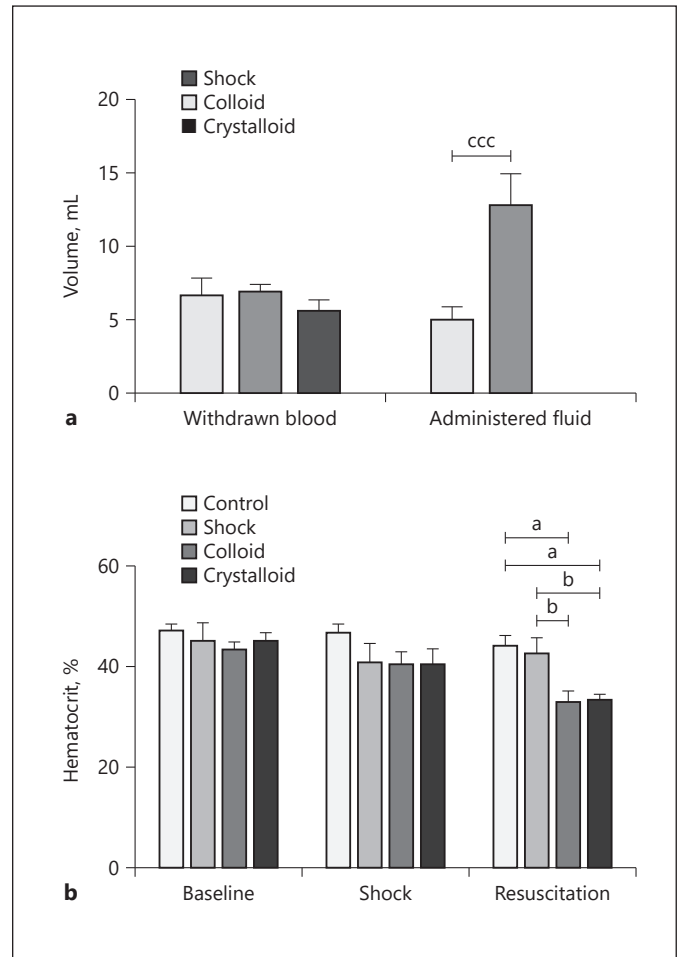 Shock
Colloid
Crystalloid
20
15
10
5
0
Volume, mL
ccc
a
Withdrawn blood
Administered fluid
Control
Shock
Colloid
Crystalloid
60
40
20
0
Hematocrit, %
a
a
b
b
b
Baseline
Shock
Resuscitation